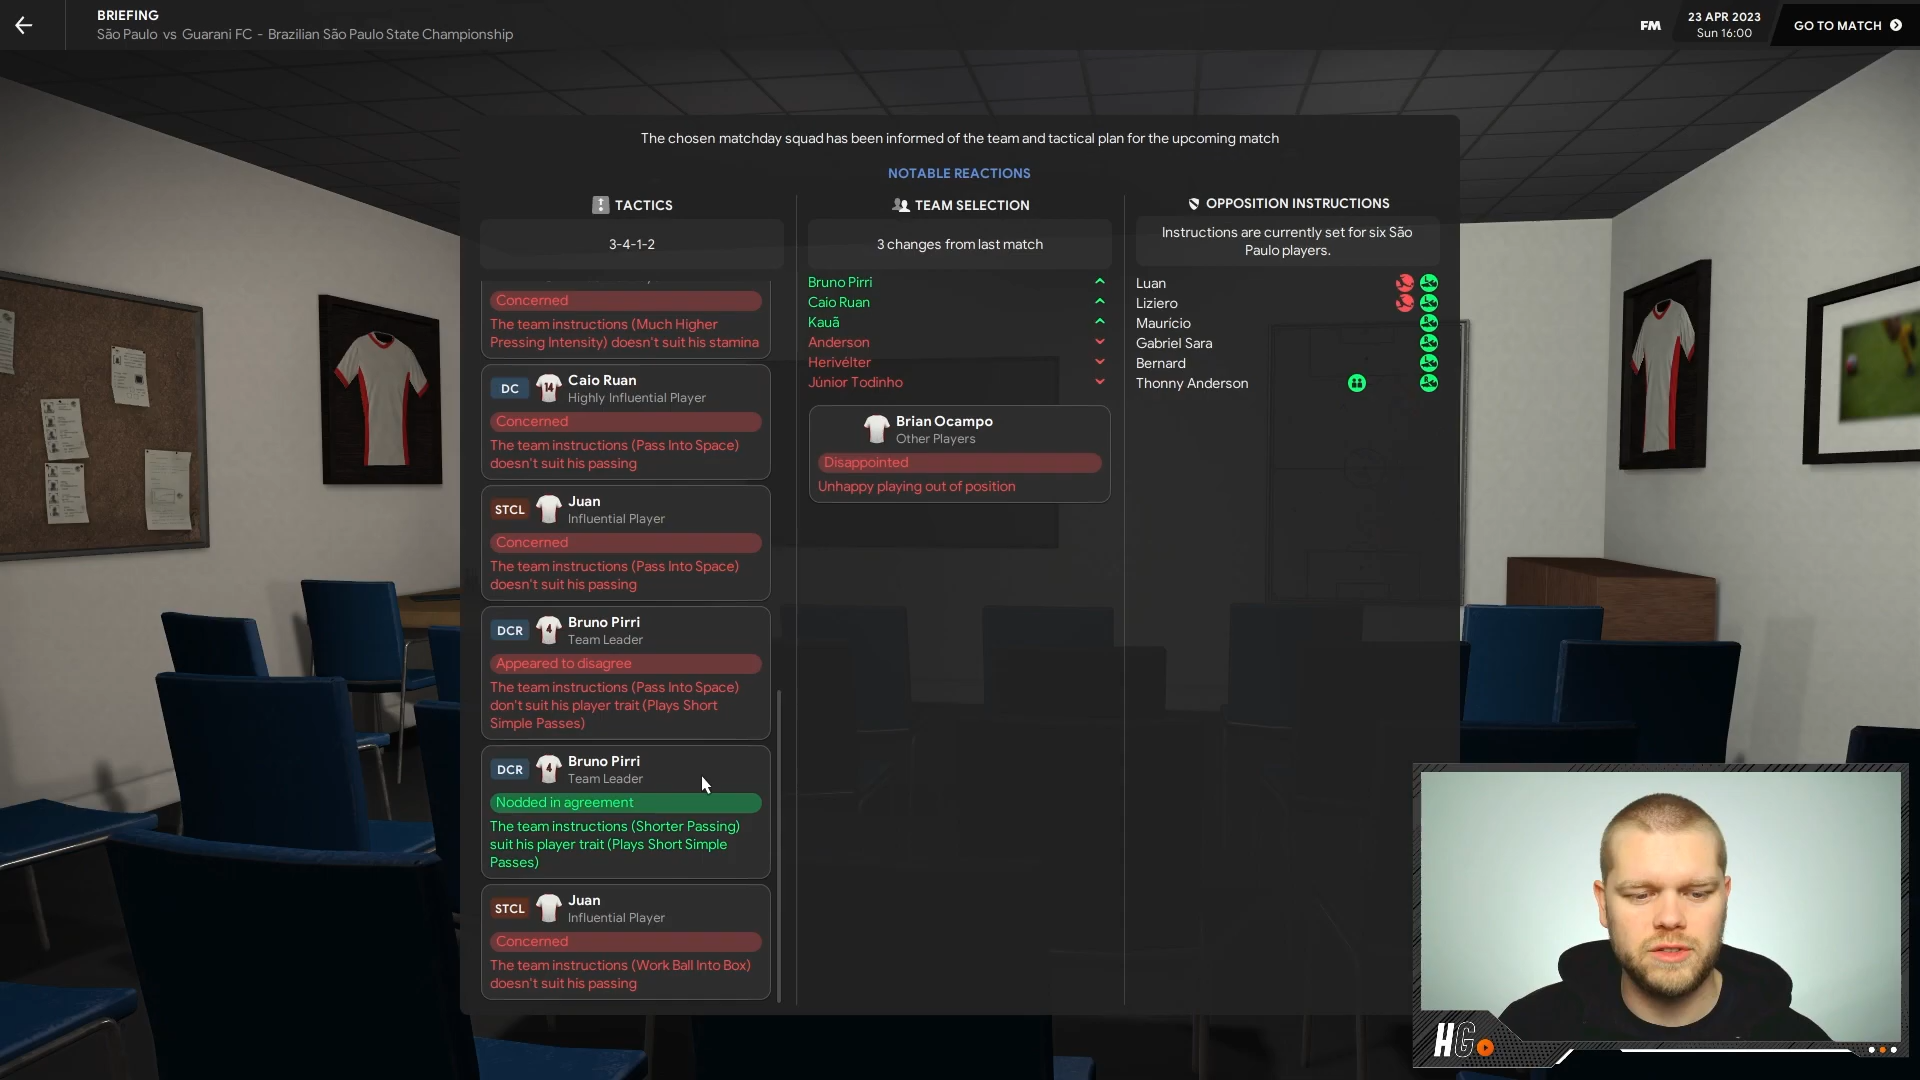 BRIEFING
São Paulo vs Guarani FC - Brazilian São Paulo State Championship
FM
23 APR 2023
Sun 16:00
GO TO MATCH
The chosen matchday squad has been informed of the team and tactical plan for the upcoming match
NOTABLE REACTIONS
TACTICS
3-4-1-2
Concerned
The team instructions (Much Higher
Pressing Intensity) doesn't suit his stamina
DC
14
Caio Ruan
Highly Influential Player
Concerned
The team instructions (Pass Into Space)
doesn't suit his passing
STCL
Juan
Influential Player
Concerned
The team instructions (Pass Into Space)
doesn't suit his passing
DCR
4
Bruno Pirri
Team Leader
Appeared to disagree
The team instructions (Pass Into Space)
don't suit his player trait (Plays Short
Simple Passes)
DCR
4
Bruno Pirri
Team Leader
Nodded in agreement
The team instructions (Shorter Passing)
suit his player trait (Plays Short Simple
Passes)
STCL
Juan
Influential Player
Concerned
The team instructions (Work Ball Into Box)
doesn't suit his passing
TEAM SELECTION
3 changes from last match
Bruno Pirri
Caio Ruan
Kauã
Anderson
Herivélter
Júnior Todinho
Brian Ocampo
Other Players
Disappointed
Unhappy playing out of position
OPPOSITION INSTRUCTIONS
Instructions are currently set for six São
Paulo players.
Luan
Liziero
Maurício
Gabriel Sara
Bernard
Thonny Anderson
HG